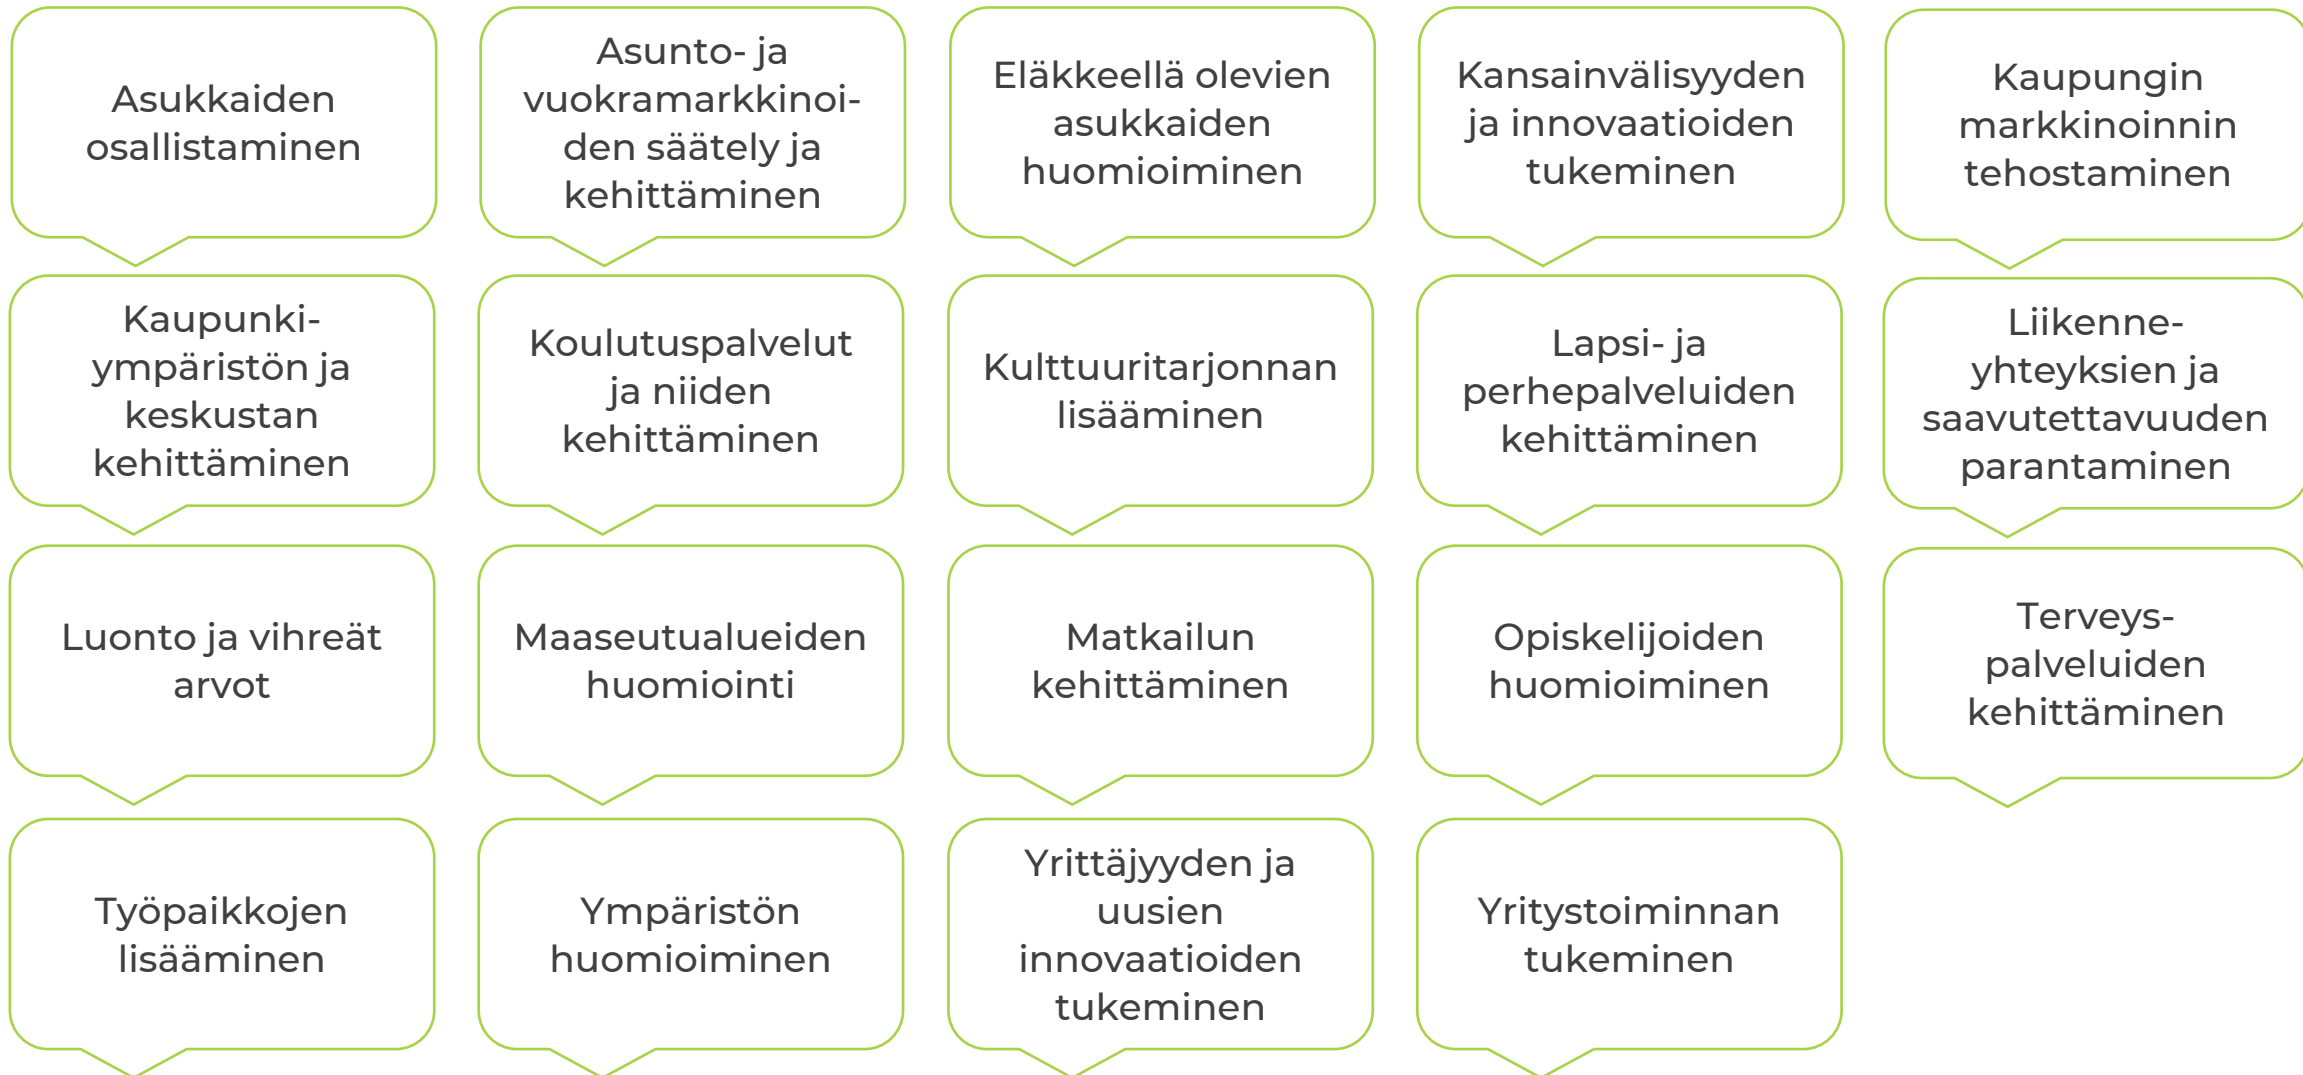 Asukkaiden
osallistaminen
Asunto- ja
vuokramarkkinoi-
den säätely ja
kehittäminen
Eläkkeellä olevien
asukkaiden
huomioiminen
Kansainvälisyyden
ja innovaatioiden
tukeminen
Kaupungin
markkinoinnin
tehostaminen
Kaupunki-
ympäristön ja
keskustan
kehittäminen
Koulutuspalvelut
ja niiden
kehittäminen
Kulttuuritarjonnan
lisääminen
Lapsi- ja
perhepalveluiden
kehittäminen
Liikenne-
yhteyksien ja
saavutettavuuden
parantaminen
Luonto ja vihreät
arvot
Maaseutualueiden
huomiointi
Matkailun
kehittäminen
Opiskelijoiden
huomioiminen
Terveys-
palveluiden
kehittäminen
Työpaikkojen
lisääminen
Ympäristön
huomioiminen
Yrittäjyyden ja
uusien
innovaatioiden
tukeminen
Yritystoiminnan
tukeminen